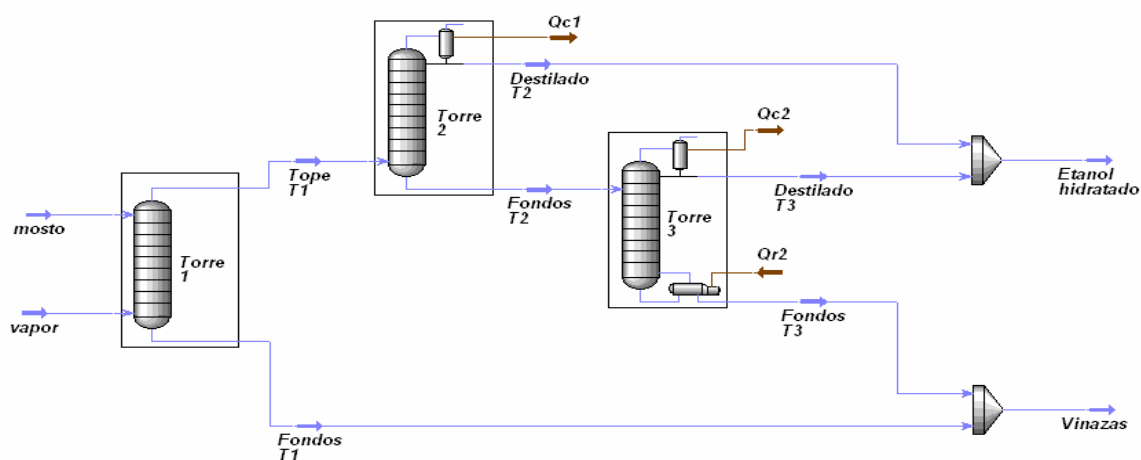 Qc1
Destilado
T2
Torre
2
Qc2
Tope
T1
Fondos
T2
Destilado
T3
Etanol
hidratado
mosto
Torre
3
Torre
1
Qr2
vapor
Fondos
T3
Fondos
T1
Vinazas